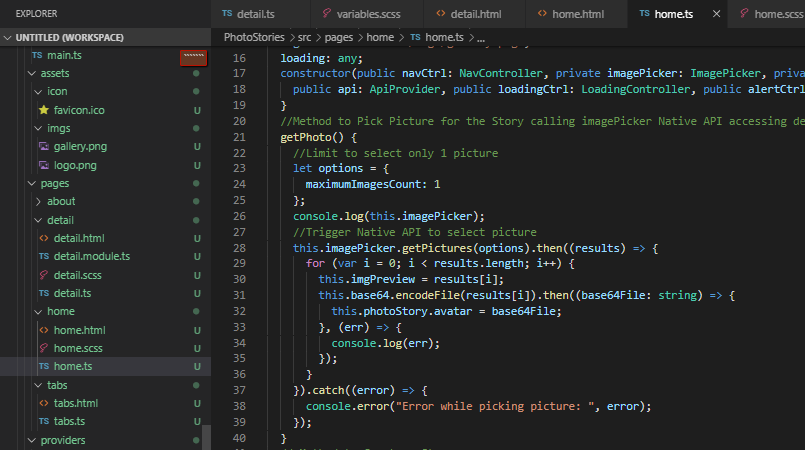 EXPLORER
detail.ts
variables.scss
detail.html
home.html
home.ts
home.scss
UNTITLED (WORKSPACE)
PhotoStories > src > pages > home > TS home.ts > ...
TS main.ts
assets
icon
favicon.ico U
imgs
gallery.png U
logo.png U
pages
about
detail
detail.html U
detail.module.ts U
detail.scss U
TS detail.ts U
home
home.html U
home.scss U
TS home.ts U
tabs
tabs.html U
TS tabs.ts U
providers
16 loading: any;
17 constructor(public navCtrl: NavController, private imagePicker: ImagePicker, priv
18 public api: ApiProvider, public loadingCtrl: LoadingController, public alertCtrl
19 }
20 //Method to Pick Picture for the Story calling imagePicker Native API accessing de
21 getPhoto() {
22 //Limit to select only 1 picture
23 let options = {
24 maximumImagesCount: 1
25 };
26 console.log(this.imagePicker);
27 //Trigger Native API to select picture
28 this.imagePicker.getPictures(options).then((results) => {
29 for (var i = 0; i < results.length; i++) {
30 this.imgPreview = results[i];
31 this.base64.encodeFile(results[i]).then((base64File: string) => {
32 this.photoStory.avatar = base64File;
33 }, (err) => {
34 console.log(err);
35 });
36 }
37 }).catch((error) => {
38 console.error("Error while picking picture: ", error);
39 });
40 }